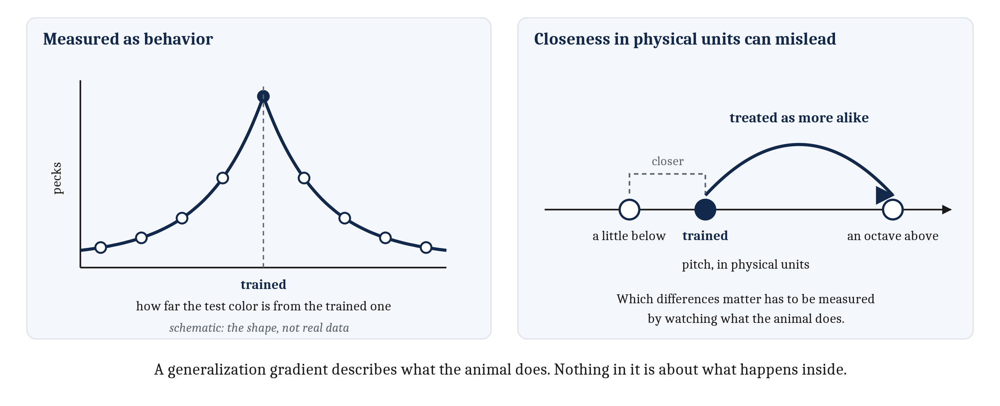 Measured as behavior
pecks
trained
how far the test color is from the trained one
schematic: the shape, not real data
Closeness in physical units can mislead
treated as more alike
closer
a little below
trained
an octave above
pitch, in physical units
Which differences matter has to be measured
by watching what the animal does.
A generalization gradient describes what the animal does. Nothing in it is about what happens inside.